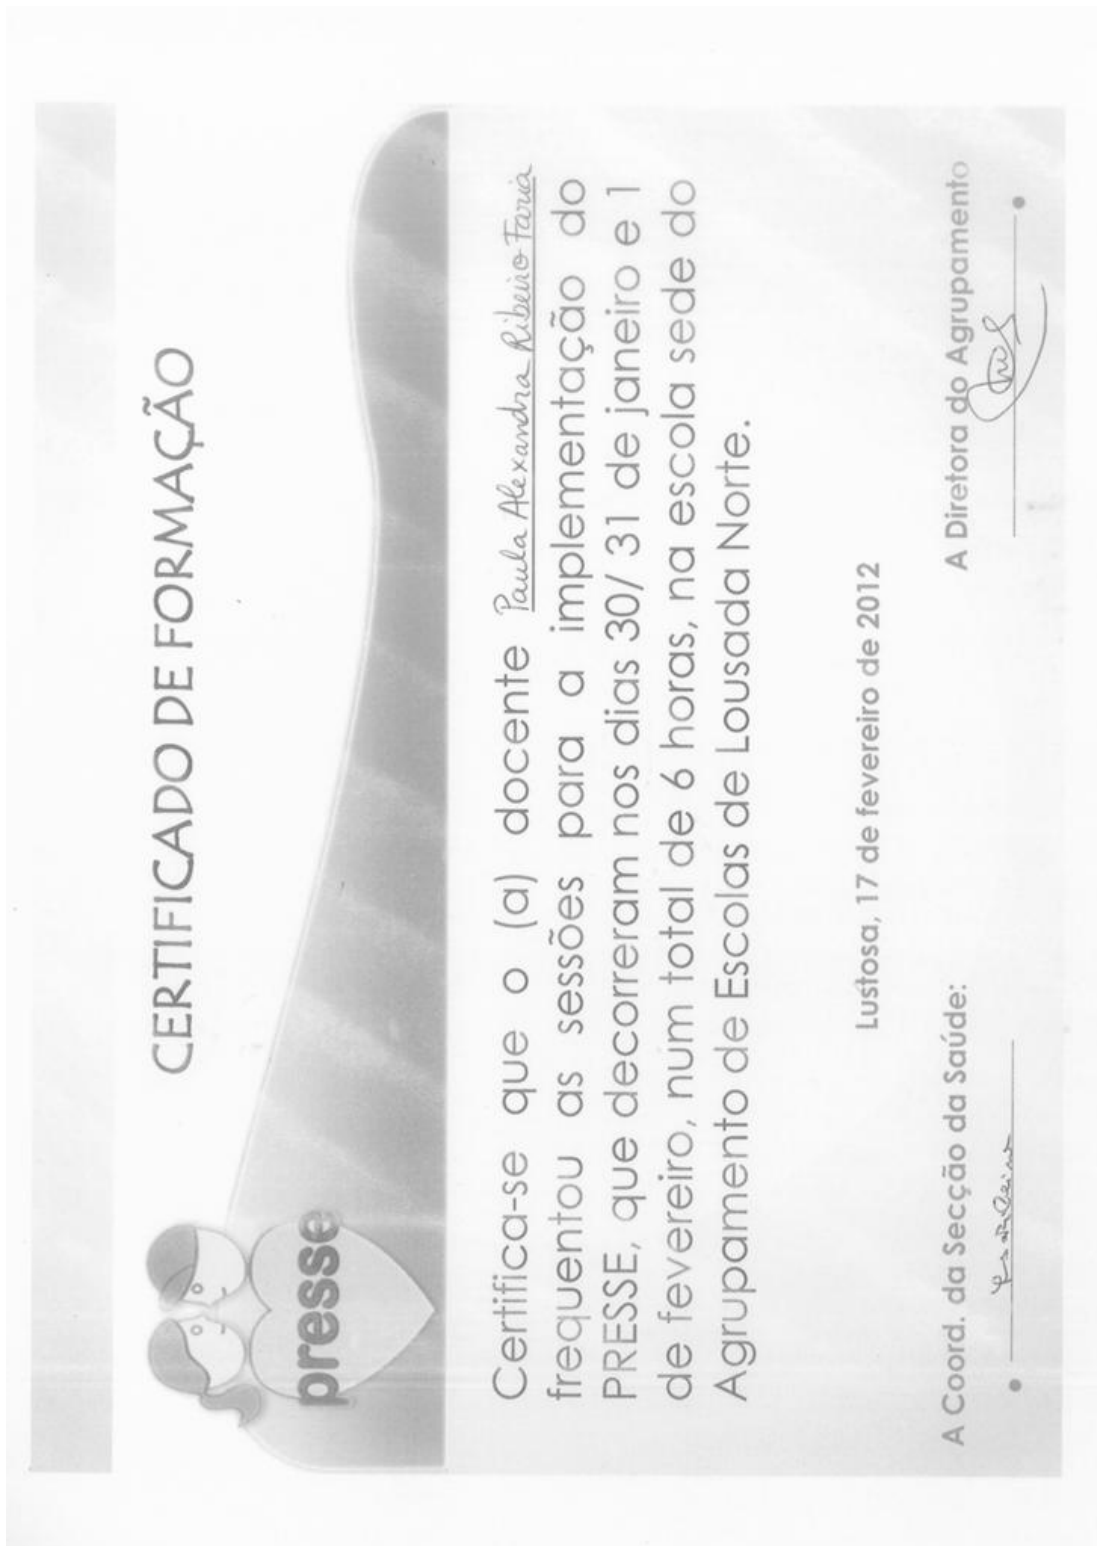 CERTIFICADO DE FORMAÇÃO
presse
Certifica-se que o (a) docente Paula Alexandra Ribeiro Faria
frequentou as sessões para a implementação do
PRESSE, que decorreram nos dias 30/ 31 de janeiro e 1
de fevereiro, num total de 6 horas, na escola sede do
Agrupamento de Escolas de Lousada Norte.
Lustosa, 17 de fevereiro de 2012
A Coord. da Secção da Saúde:
A Diretora do Agrupamento